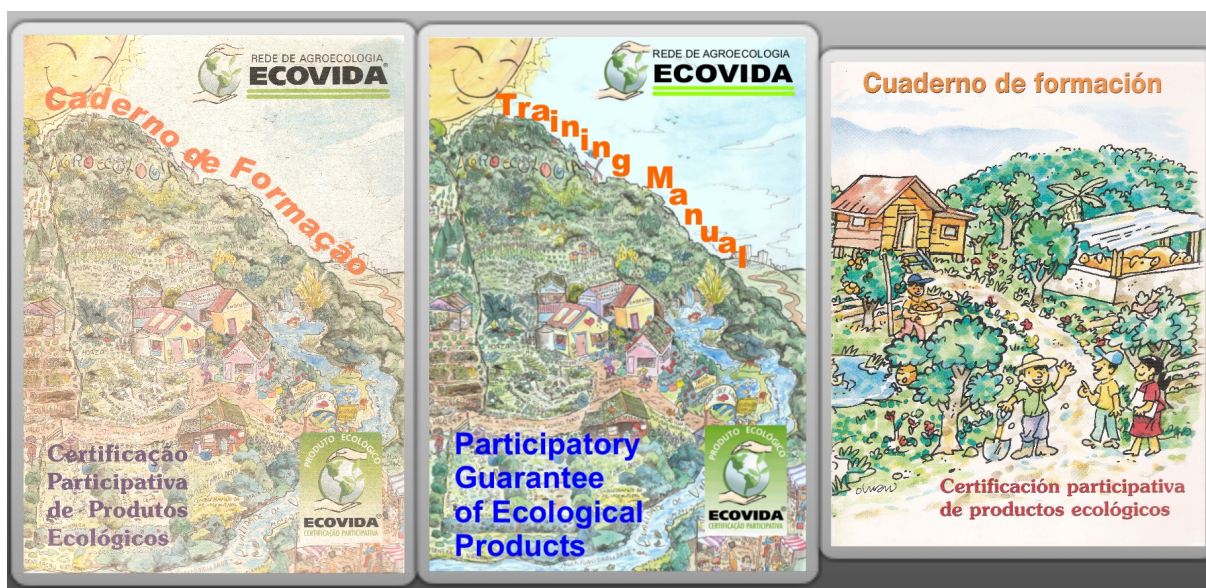 REDE DE AGROECOLOGIA
ECOVIDA
Caderno de Formação
AGROECOLOGIA
Certificação
Participativa
de Produtos
Ecológicos
PRODUTO ECOLÓGICO
ECOVIDA
CERTIFICAÇÃO PARTICIPATIVA
REDE DE AGROECOLOGIA
ECOVIDA
Training Manual
AGROECOLOGIA
Participatory
Guarantee
of Ecological
Products
PRODUTO ECOLÓGICO
ECOVIDA
CERTIFICAÇÃO PARTICIPATIVA
Cuaderno de formación
Certificación participativa
de productos ecológicos